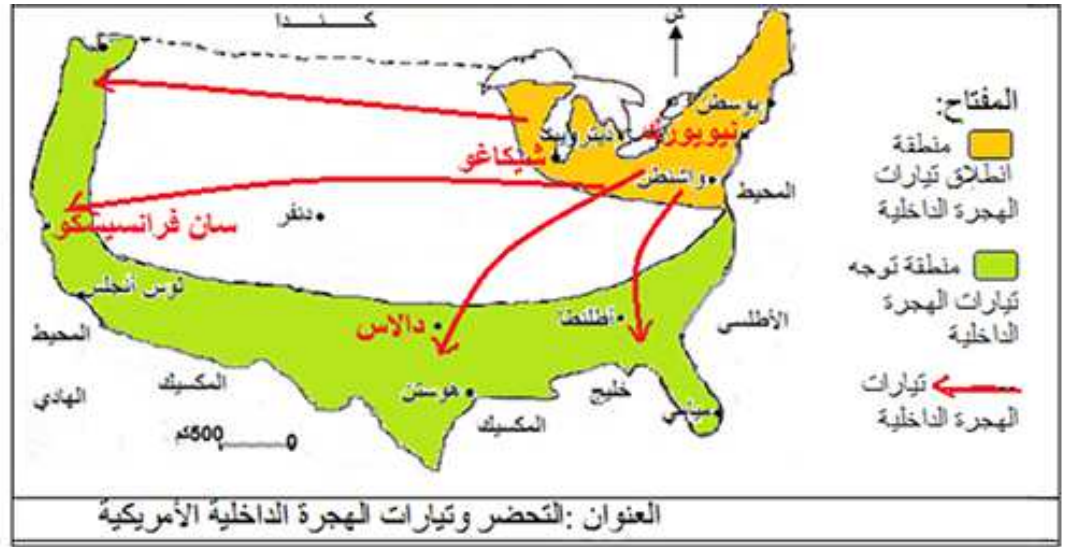 كـــنـــدا
ش
المفتاح:
منطقة
انطلاق تيارات
الهجرة الداخلية
منطقة توجه
تيارات الهجرة
الداخلية
تيارات
الهجرة الداخلية
بوسطن
نيويورك
ديترويت
شيكاغو
واشنطن
المحيط
الأطلسي
سان فرانسيسكو
دنفر
لوس أنجلس
دالاس
أطلنطا
المحيط
الهادي
المكسيك
هوستن
خليج
المكسيك
ميامي
500كم
0
العنوان :التحضر وتيارات الهجرة الداخلية الأمريكية